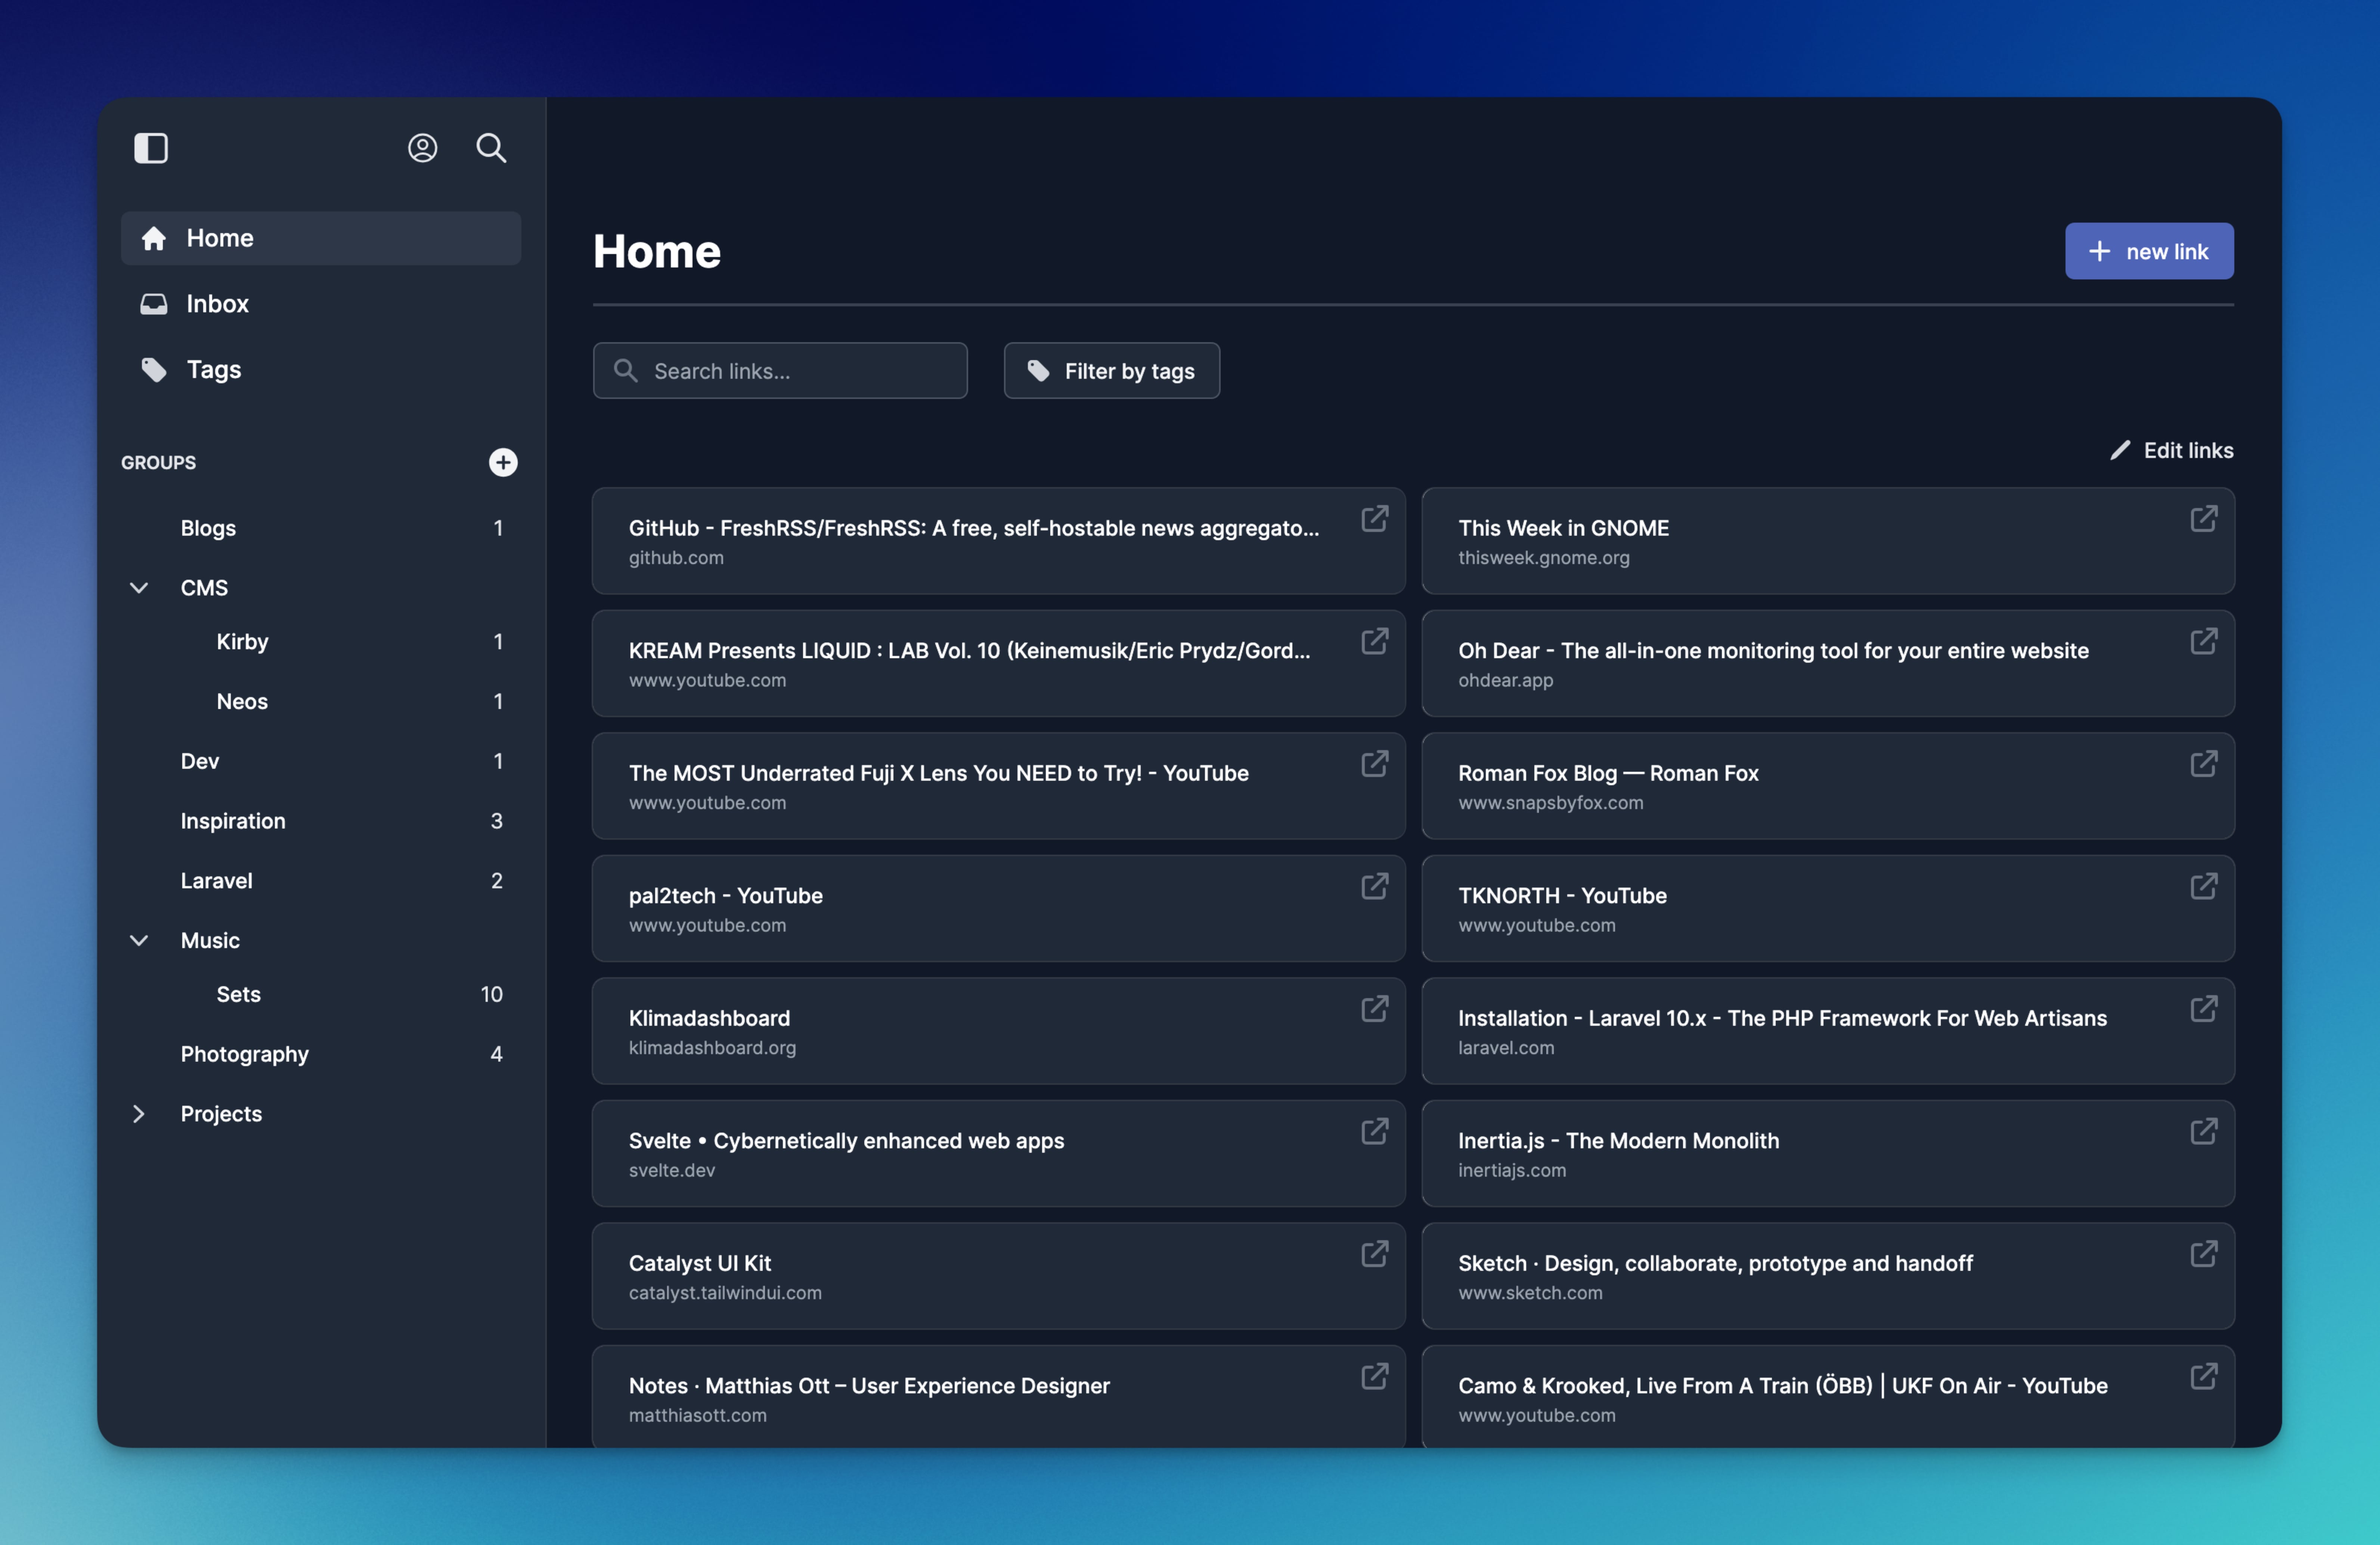 Home
Inbox
Tags
GROUPS
Blogs 1
CMS
Kirby 1
Neos 1
Dev 1
Inspiration 3
Laravel 2
Music
Sets 10
Photography 4
Projects
Home
new link
Search links...
Filter by tags
Edit links
GitHub - FreshRSS/FreshRSS: A free, self-hostable news aggregato...
github.com
This Week in GNOME
thisweek.gnome.org
KREAM Presents LIQUID : LAB Vol. 10 (Keinemusik/Eric Prydz/Gord...
www.youtube.com
Oh Dear - The all-in-one monitoring tool for your entire website
ohdear.app
The MOST Underrated Fuji X Lens You NEED to Try! - YouTube
www.youtube.com
Roman Fox Blog — Roman Fox
www.snapsbyfox.com
pal2tech - YouTube
www.youtube.com
TKNORTH - YouTube
www.youtube.com
Klimadashboard
klimadashboard.org
Installation - Laravel 10.x - The PHP Framework For Web Artisans
laravel.com
Svelte • Cybernetically enhanced web apps
svelte.dev
Inertia.js - The Modern Monolith
inertiajs.com
Catalyst UI Kit
catalyst.tailwindui.com
Sketch · Design, collaborate, prototype and handoff
www.sketch.com
Notes · Matthias Ott – User Experience Designer
matthiasott.com
Camo & Krooked, Live From A Train (ÖBB) | UKF On Air - YouTube
www.youtube.com